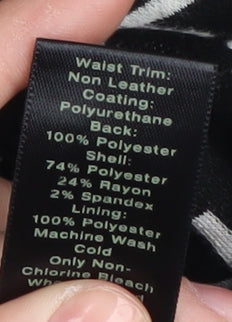 Waist Trim:
Non Leather
Coating:
Polyurethane
Back:
100% Polyester
Shell:
74% Polyester
24% Rayon
2% Spandex
Lining:
100% Polyester
Machine Wash
Cold
Only Non-
Chlorine Bleach